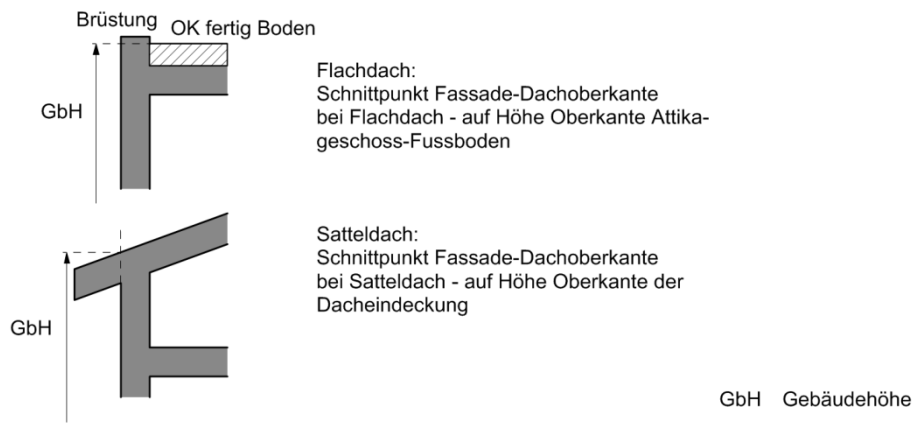 Brüstung
OK fertig Boden
GbH
Flachdach:
Schnittpunkt Fassade-Dachoberkante
bei Flachdach - auf Höhe Oberkante Attika-
geschoss-Fussboden
Satteldach:
Schnittpunkt Fassade-Dachoberkante
bei Satteldach - auf Höhe Oberkante der
Dacheindeckung
GbH
GbH Gebäudehöhe